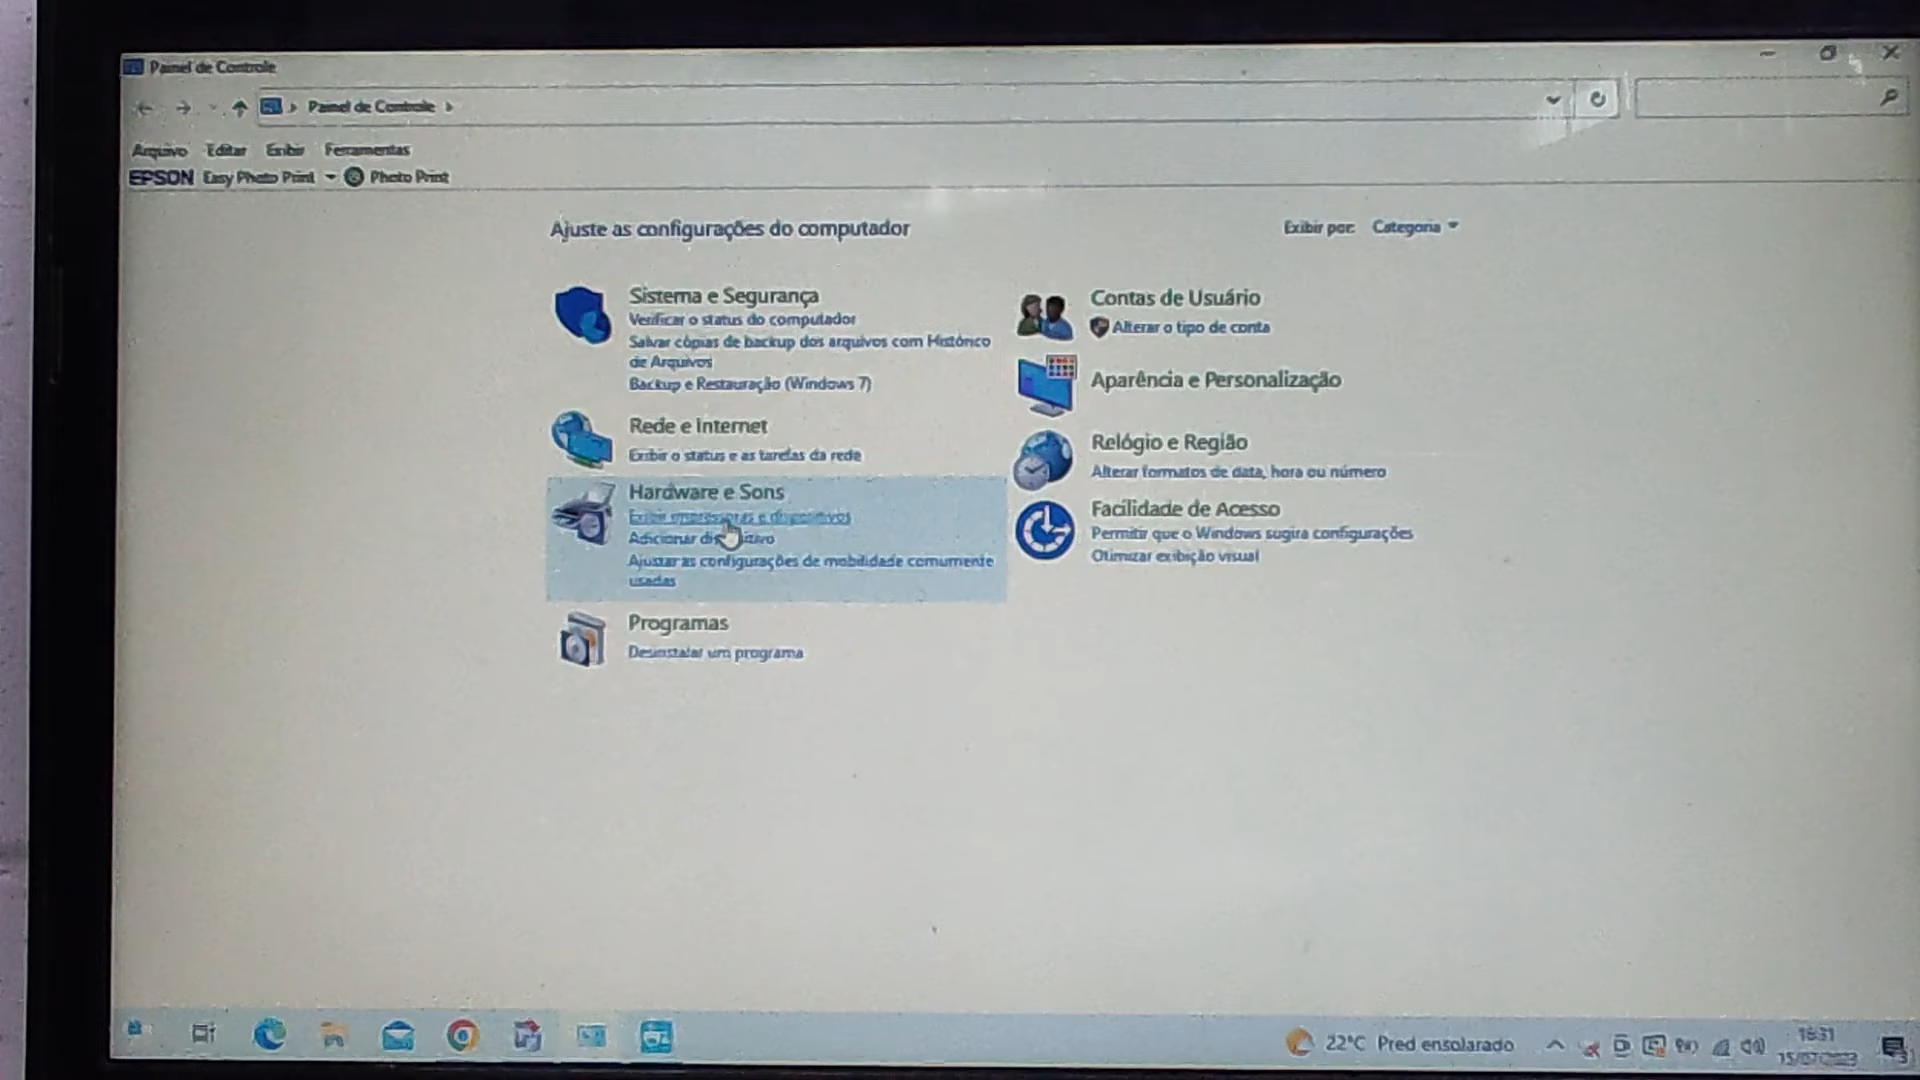 Painel de Controle
Painel de Controle
Arquivo Editar Exibir Ferramentas
EPSON Easy Photo Print Photo Print
Ajuste as configurações do computador
Exibir por: Categoria
Sistema e Segurança
Verificar o status do computador
Salvar cópias de backup dos arquivos com Histórico
de Arquivos
Backup e Restauração (Windows 7)
Rede e Internet
Exibir o status e as tarefas da rede
Hardware e Sons
Exibir impressoras e dispositivos
Adicionar dispositivo
Ajustar as configurações de mobilidade comumente
usadas
Programas
Desinstalar um programa
Contas de Usuário
Alterar o tipo de conta
Aparência e Personalização
Relógio e Região
Alterar formatos de data, hora ou número
Facilidade de Acesso
Permitir que o Windows sugira configurações
Otimizar exibição visual
22°C Pred ensolarado
16:31